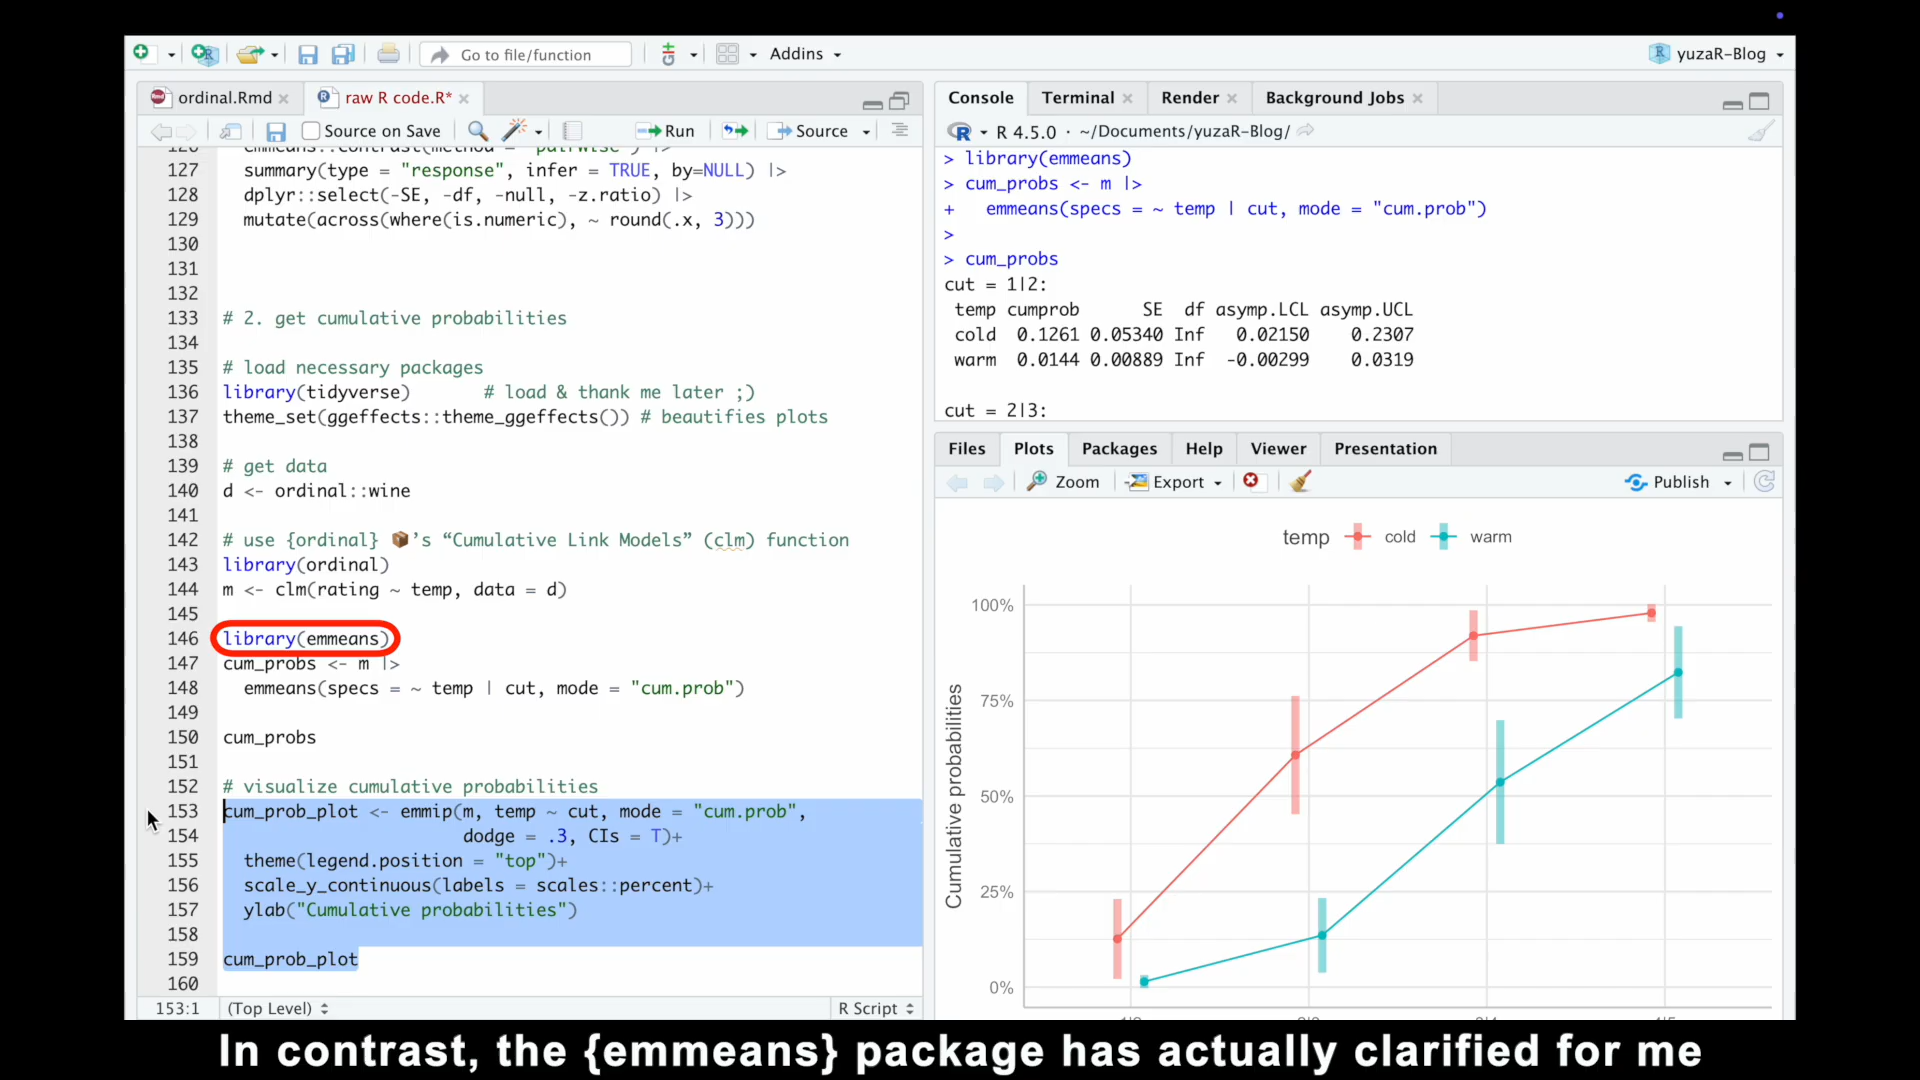 Go to file/function
Addins
yuzaR-Blog
ordinal.Rmd
raw R code.R*
Source on Save
Run
Source
127 summary(type = "response", infer = TRUE, by=NULL) |>
128 dplyr::select(-SE, -df, -null, -z.ratio) |>
129 mutate(across(where(is.numeric), ~ round(.x, 3)))
130
131
132
133 # 2. get cumulative probabilities
134
135 # load necessary packages
136 library(tidyverse) # load & thank me later ;)
137 theme_set(ggeffects::theme_ggeffects()) # beautifies plots
138
139 # get data
140 d <- ordinal::wine
141
142 # use {ordinal} 📦's “Cumulative Link Models” (clm) function
143 library(ordinal)
144 m <- clm(rating ~ temp, data = d)
145
146 library(emmeans)
147 cum_probs <- m |>
148 emmeans(specs = ~ temp | cut, mode = "cum.prob")
149
150 cum_probs
151
152 # visualize cumulative probabilities
153 cum_prob_plot <- emmip(m, temp ~ cut, mode = "cum.prob",
154 dodge = .3, CIs = T)+
155 theme(legend.position = "top")+
156 scale_y_continuous(labels = scales::percent)+
157 ylab("Cumulative probabilities")
158
159 cum_prob_plot
160
153:1 (Top Level) R Script
Console Terminal Render Background Jobs
R 4.5.0 · ~/Documents/yuzaR-Blog/
> library(emmeans)
> cum_probs <- m |>
+ emmeans(specs = ~ temp | cut, mode = "cum.prob")
>
> cum_probs
cut = 1|2:
temp cumprob SE df asymp.LCL asymp.UCL
cold 0.1261 0.05340 Inf 0.02150 0.2307
warm 0.0144 0.00889 Inf -0.00299 0.0319
cut = 2|3:
Files Plots Packages Help Viewer Presentation
Zoom Export Publish
temp cold warm
Cumulative probabilities
100%
75%
50%
25%
0%
In contrast, the {emmeans} package has actually clarified for me